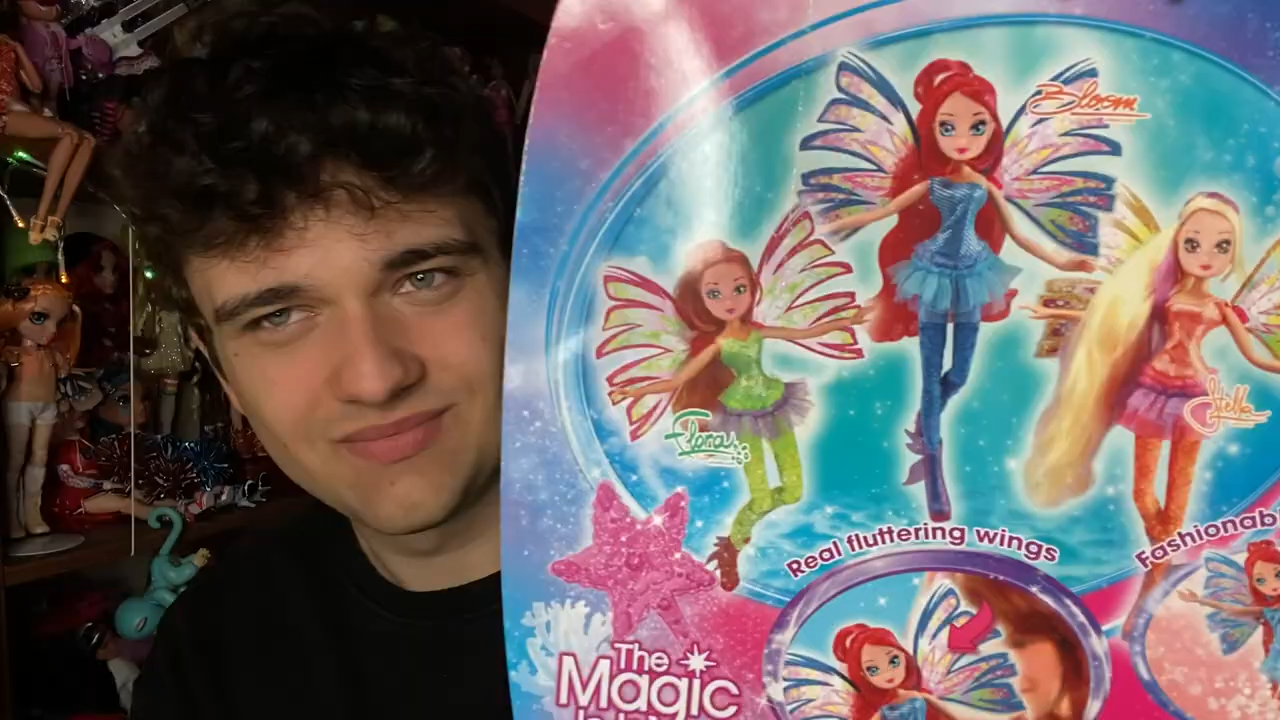 Bloom
Stella
Flora
Real fluttering wings
Fashionab
The
Magic